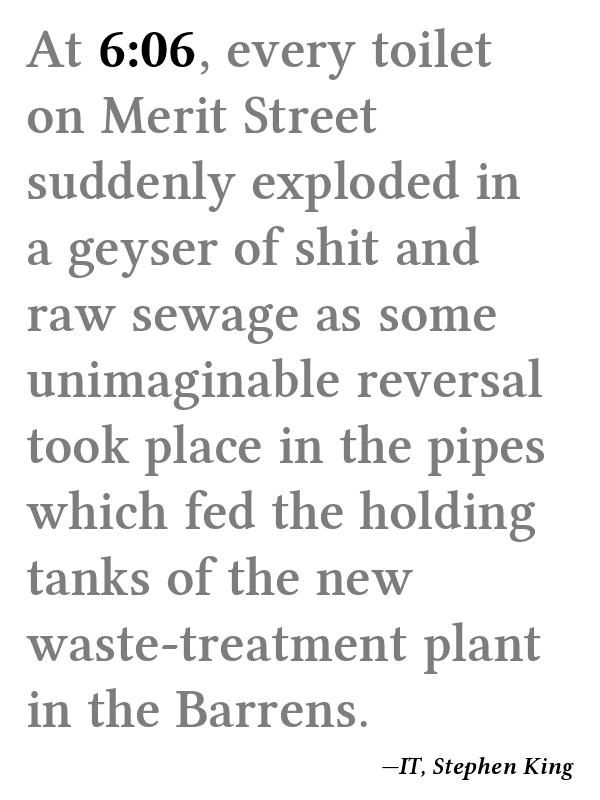 At 6:06, every toilet
on Merit Street
suddenly exploded in
a geyser of shit and
raw sewage as some
unimaginable reversal
took place in the pipes
which fed the holding
tanks of the new
waste-treatment plant
in the Barrens.
—IT, Stephen King